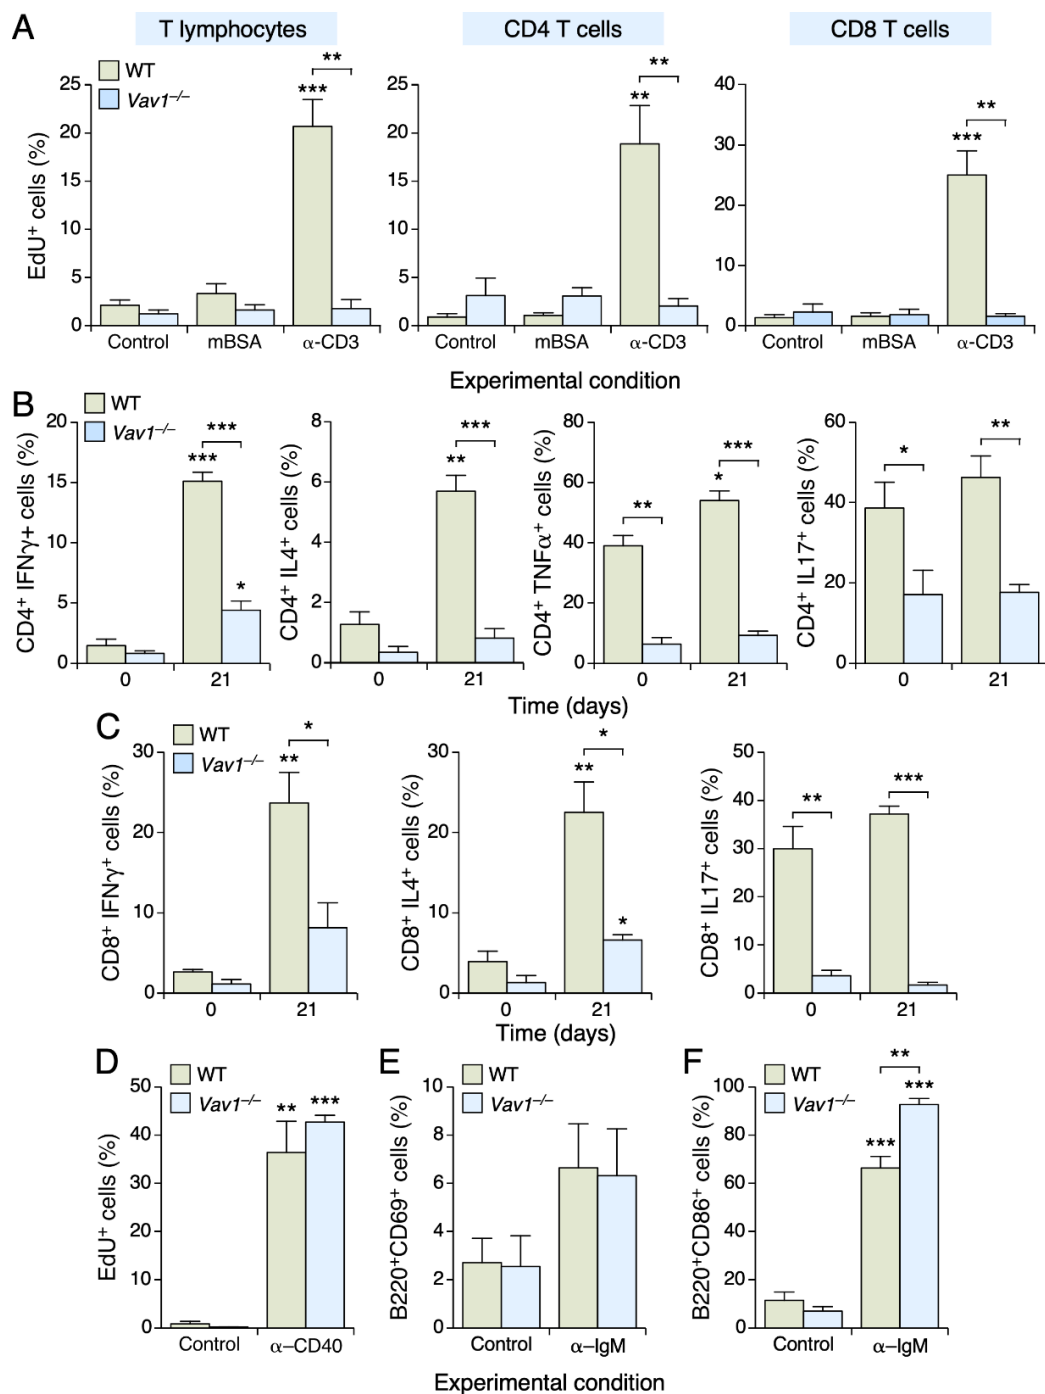 A
T lymphocytes
CD4 T cells
CD8 T cells
WT
Vav1–/–
EdU+ cells (%)
25
20
15
10
5
0
Control
mBSA
α-CD3
**
***
25
20
15
10
5
0
Control
mBSA
α-CD3
**
**
40
30
20
10
0
Control
mBSA
α-CD3
**
***
Experimental condition
B
WT
Vav1–/–
CD4+ IFNγ+ cells (%)
20
15
10
5
0
0
21
***
***
*
CD4+ IL4+ cells (%)
8
6
4
2
0
0
21
***
**
CD4+ TNFα+ cells (%)
80
60
40
20
0
0
21
**
***
*
CD4+ IL17+ cells (%)
60
40
20
0
0
21
*
**
Time (days)
C
WT
Vav1–/–
CD8+ IFNγ+ cells (%)
30
20
10
0
0
21
*
**
CD8+ IL4+ cells (%)
30
20
10
0
0
21
*
**
*
CD8+ IL17+ cells (%)
50
40
30
20
10
0
0
21
**
***
Time (days)
D
WT
Vav1–/–
EdU+ cells (%)
50
40
30
20
10
0
Control
α–CD40
**
***
E
WT
Vav1–/–
B220+CD69+ cells (%)
10
8
6
4
2
0
Control
α–IgM
F
WT
Vav1–/–
B220+CD86+ cells (%)
100
80
60
40
20
0
Control
α–IgM
**
***
***
Experimental condition